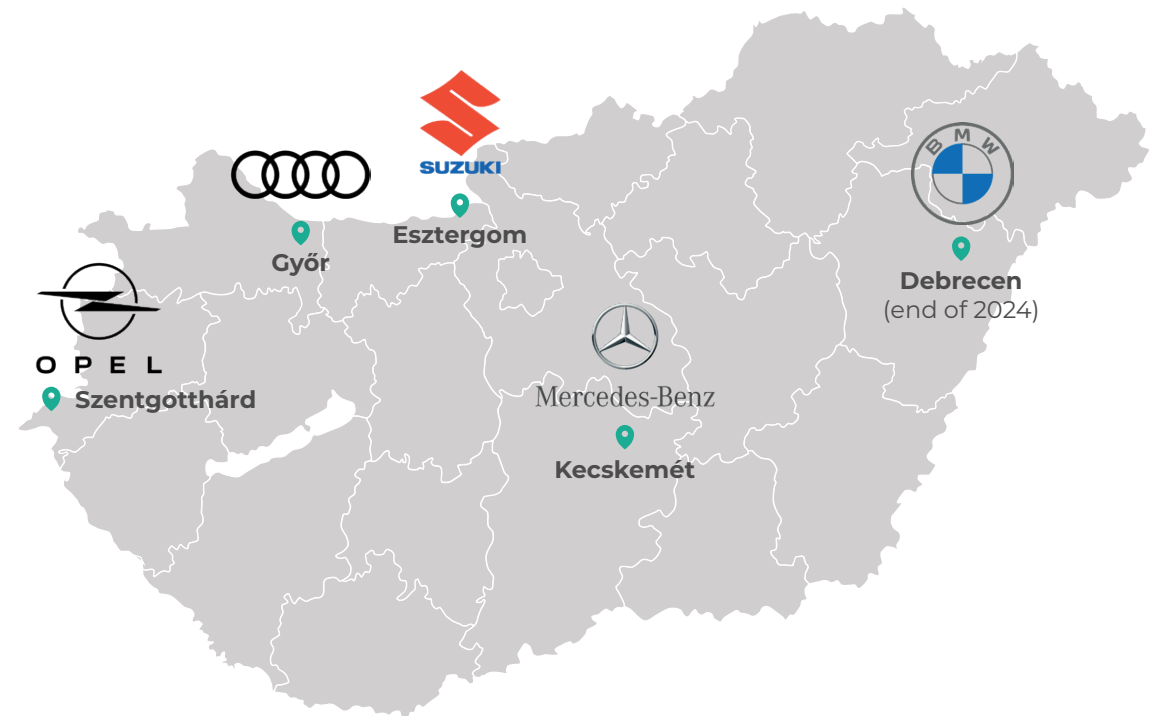 SUZUKI
Esztergom
Győr
BMW
Debrecen
(end of 2024)
OPEL
Szentgotthárd
Mercedes-Benz
Kecskemét